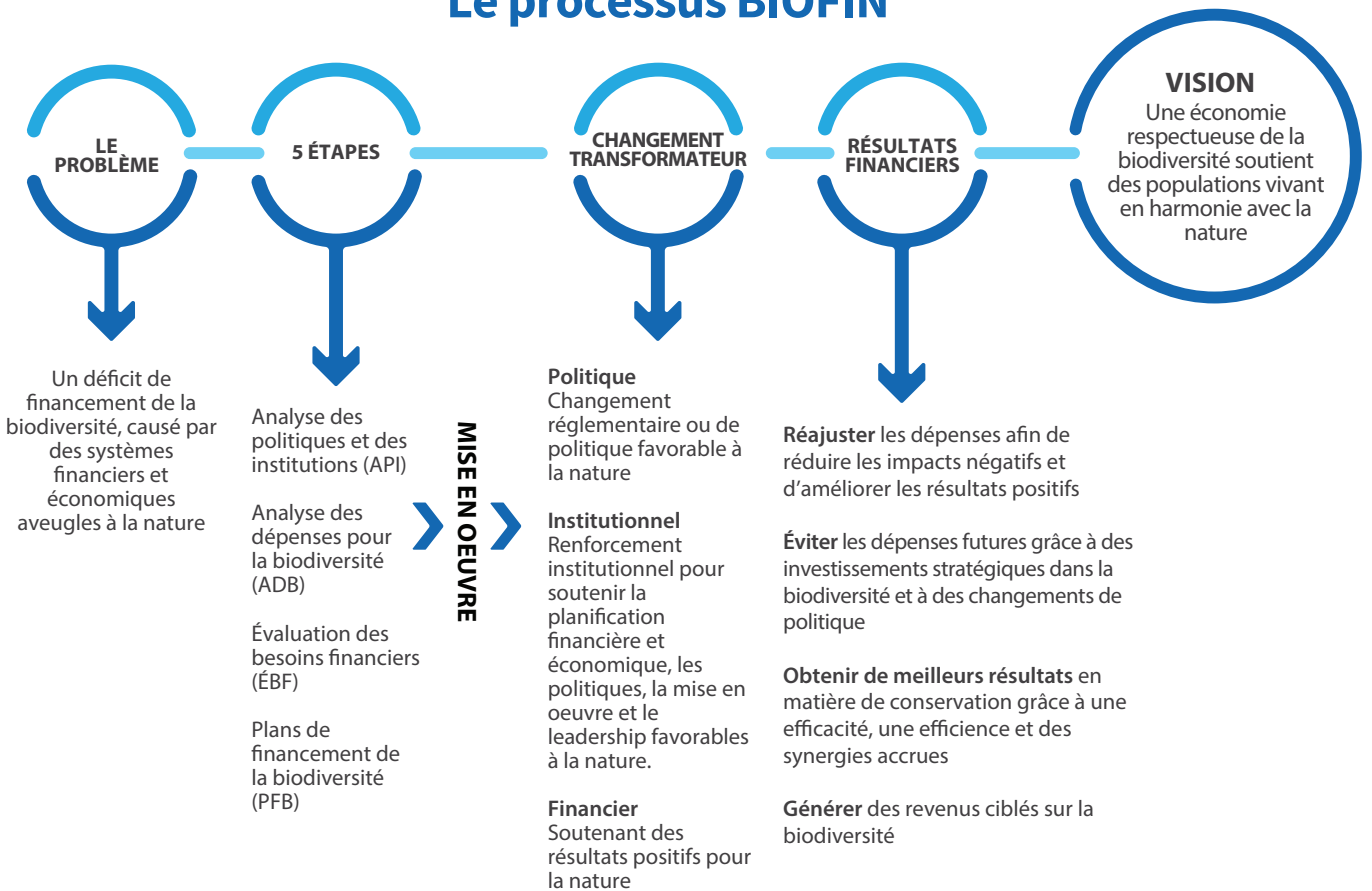 Le processus BIOFIN
LE
PROBLÈME
5 ÉTAPES
CHANGEMENT
TRANSFORMATEUR
RÉSULTATS
FINANCIERS
VISION
Une économie
respectueuse de la
biodiversité soutient
des populations vivant
en harmonie avec la
nature
Un déficit de
financement de la
biodiversité, causé par
des systèmes
financiers et
économiques
aveugles à la nature
Analyse des
politiques et des
institutions (API)
Analyse des
dépenses pour
la biodiversité
(ADB)
Évaluation des
besoins financiers
(ÉBF)
Plans de
financement de
la biodiversité
(PFB)
MISE EN OEUVRE
Politique
Changement
réglementaire ou de
politique favorable à
la nature
Institutionnel
Renforcement
institutionnel pour
soutenir la
planification
financière et
économique, les
politiques, la mise en
oeuvre et le
leadership favorables
à la nature.
Financier
Soutenant des
résultats positifs pour
la nature
Réajuster les dépenses afin de
réduire les impacts négatifs et
d’améliorer les résultats positifs
Éviter les dépenses futures grâce à des
investissements stratégiques dans la
biodiversité et à des changements de
politique
Obtenir de meilleurs résultats en
matière de conservation grâce à une
efficacité, une efficience et des
synergies accrues
Générer des revenus ciblés sur la
biodiversité